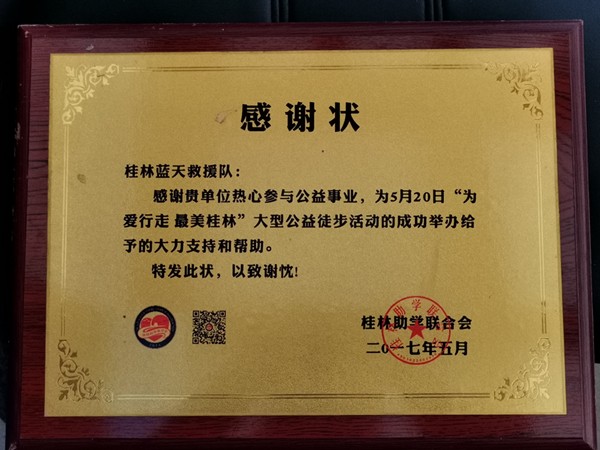 感谢状
桂林蓝天救援队：
感谢贵单位热心参与公益事业，为5月20日“为
爱行走 最美桂林”大型公益徒步活动的成功举办给
予的大力支持和帮助。
特发此状，以致谢忱！
桂林助学联合会
二〇一七年五月